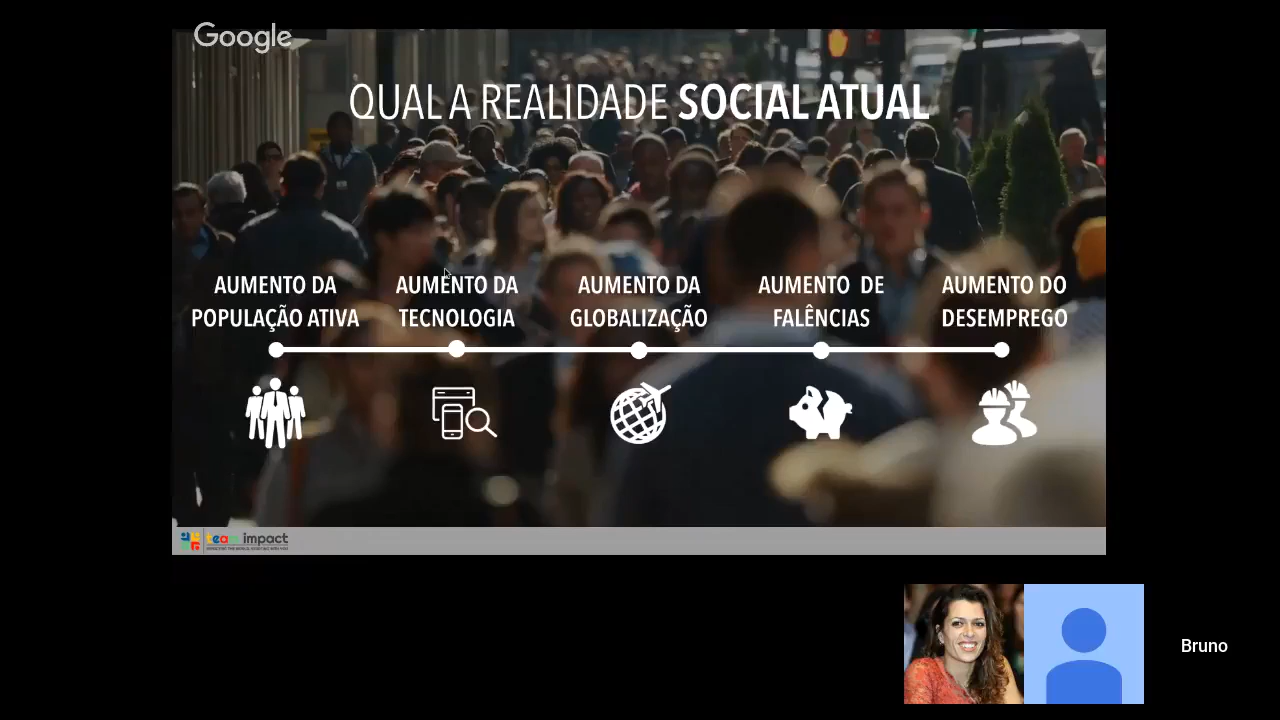 Google
QUAL A REALIDADE SOCIAL ATUAL
AUMENTO DA
POPULAÇÃO ATIVA
AUMENTO DA
TECNOLOGIA
AUMENTO DA
GLOBALIZAÇÃO
AUMENTO DE
FALÊNCIAS
AUMENTO DO
DESEMPREGO
team impact
Bruno